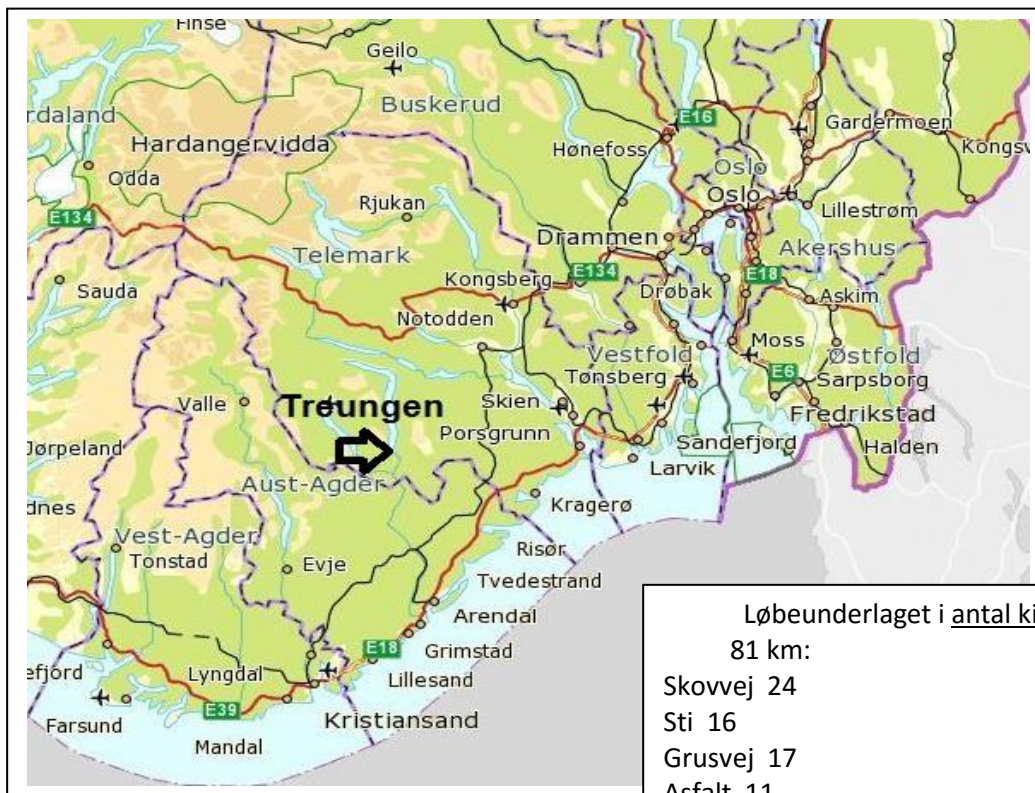 Finse
Geilo
Buskerud
E16
Gardermoen
rdaland
Hardangervidda
Hønefoss
Oslo
Kongsv
Odda
Rjukan
Oslo
Lillestrøm
E134
Telemark
Drammen
Akershus
Kongsberg
E134
E18
Sauda
Drøbak
Askim
Notodden
Moss
Vestfold
Østfold
Valle
Treungen
Skien
Tønsberg
E6
Sarpsborg
Porsgrunn
Fredrikstad
Jørpeland
Sandefjord
Halden
Larvik
Aust-Agder
Kragerø
dnes
Vest-Agder
Tonstad
Evje
Risør
Tvedestrand
Arendal
E18
Grimstad
efjord
Lyngdal
Lillesand
E39
Kristiansand
Farsund
Mandal
Løbeunderlaget i antal ki
81 km:
Skovvej 24
Sti 16
Grusvej 17
Asfalt 11